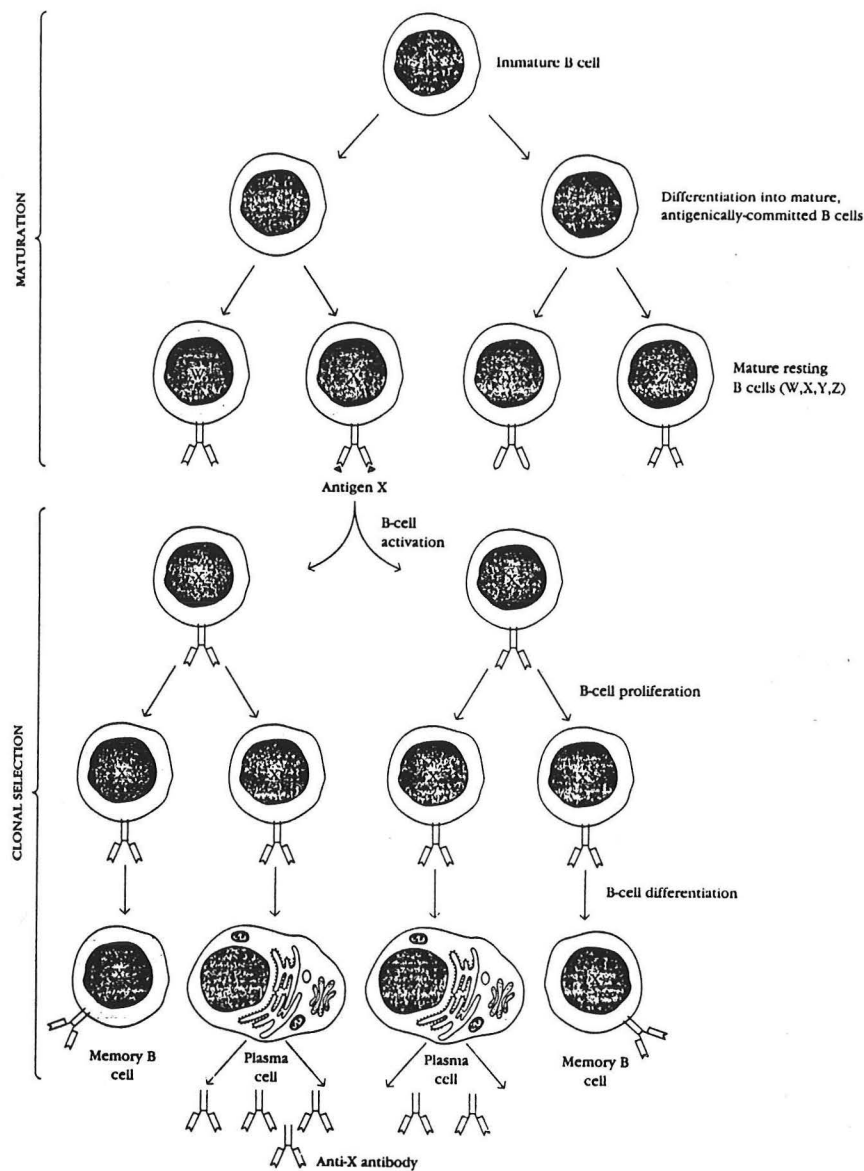 Immature B cell
MATURATION
Differentiation into mature,
antigenically-committed B cells
W
X
Y
Z
Mature resting
B cells (W,X,Y,Z)
Antigen X
B-cell
activation
CLONAL SELECTION
X
X
B-cell proliferation
X
X
X
X
B-cell differentiation
X
X
Memory B
cell
Plasma
cell
Plasma
cell
Memory B
cell
Anti-X antibody